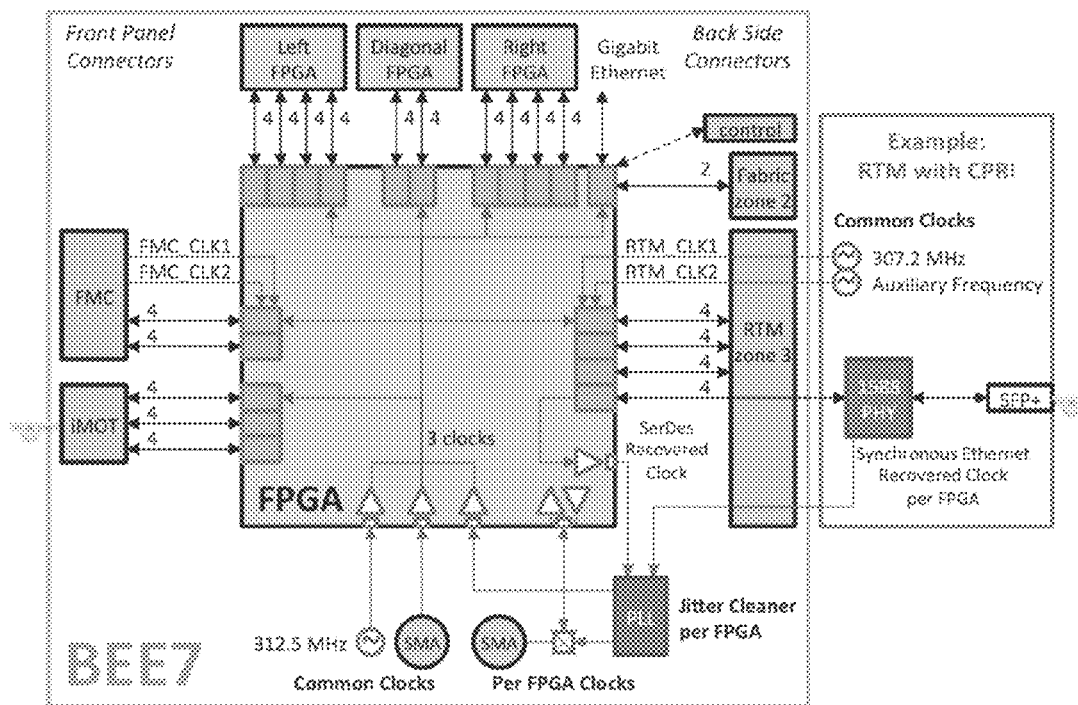 Front Panel
Connectors
Left
FPGA
Diagonal
FPGA
Right
FPGA
Gigabit
Ethernet
Back Side
Connectors
4 4 4 4
4 4
4 4 4 4
control
2
Fabric
zone 2
Example:
RTM with CPRI
Common Clocks
307.2 MHz
Auxiliary Frequency
FMC_CLK1
FMC_CLK2
FMC
4
4
RTM_CLK1
RTM_CLK2
4
4
4
4
RTM
zone 3
iMOT
4
4
4
3 clocks
SerDes
Recovered
Clock
PHY
SFP+
Synchronous Ethernet
Recovered Clock
per FPGA
FPGA
PLL
Jitter Cleaner
per FPGA
312.5 MHz
SMA
SMA
Common Clocks
Per FPGA Clocks
BEE7